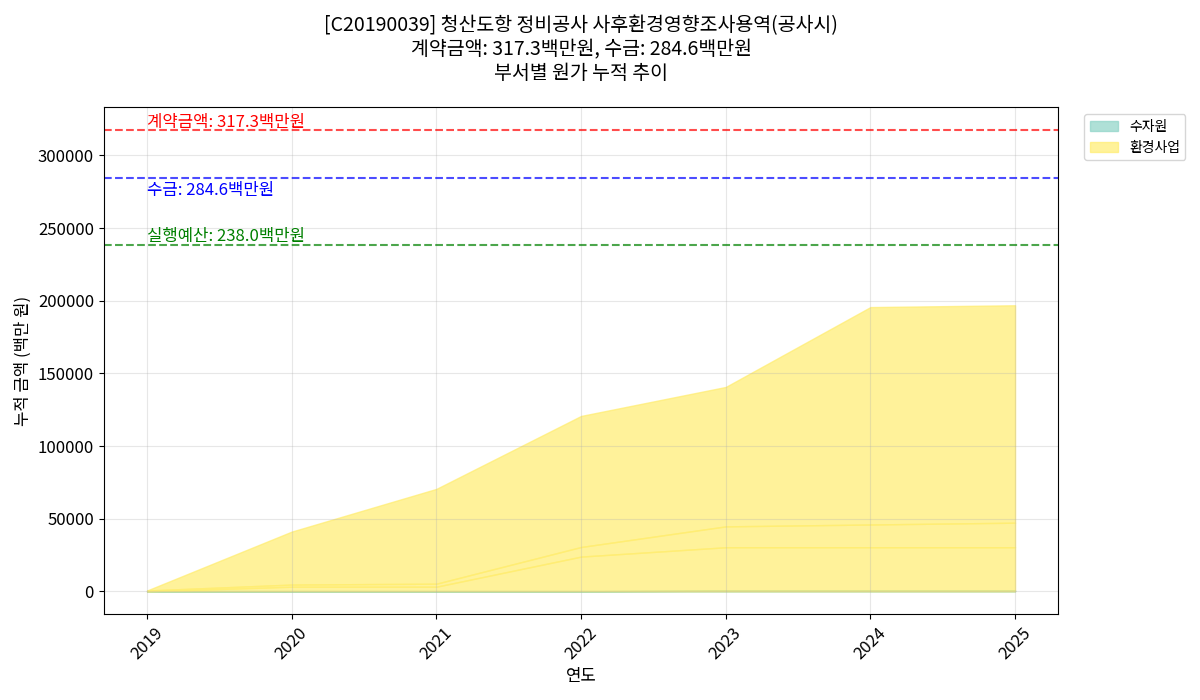 [C20190039] 청산도항 정비공사 사후환경영향조사용역(공사시)
계약금액: 317.3백만원, 수금: 284.6백만원
부서별 원가 누적 추이
계약금액: 317.3백만원
수금: 284.6백만원
실행예산: 238.0백만원
수자원
환경사업
누적 금액 (백만 원)
300000
250000
200000
150000
100000
50000
0
2019
2020
2021
2022
2023
2024
2025
연도